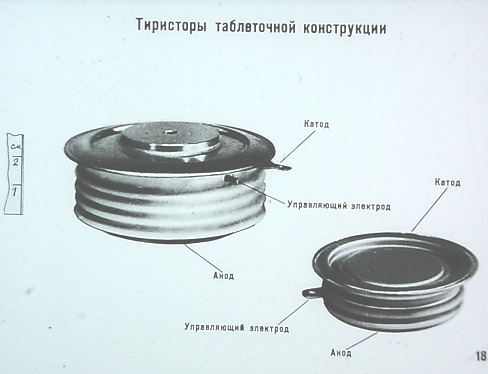 Тиристоры таблеточной конструкции
Катод
см
2
1
Управляющий электрод
Катод
Анод
Управляющий электрод
Анод
18